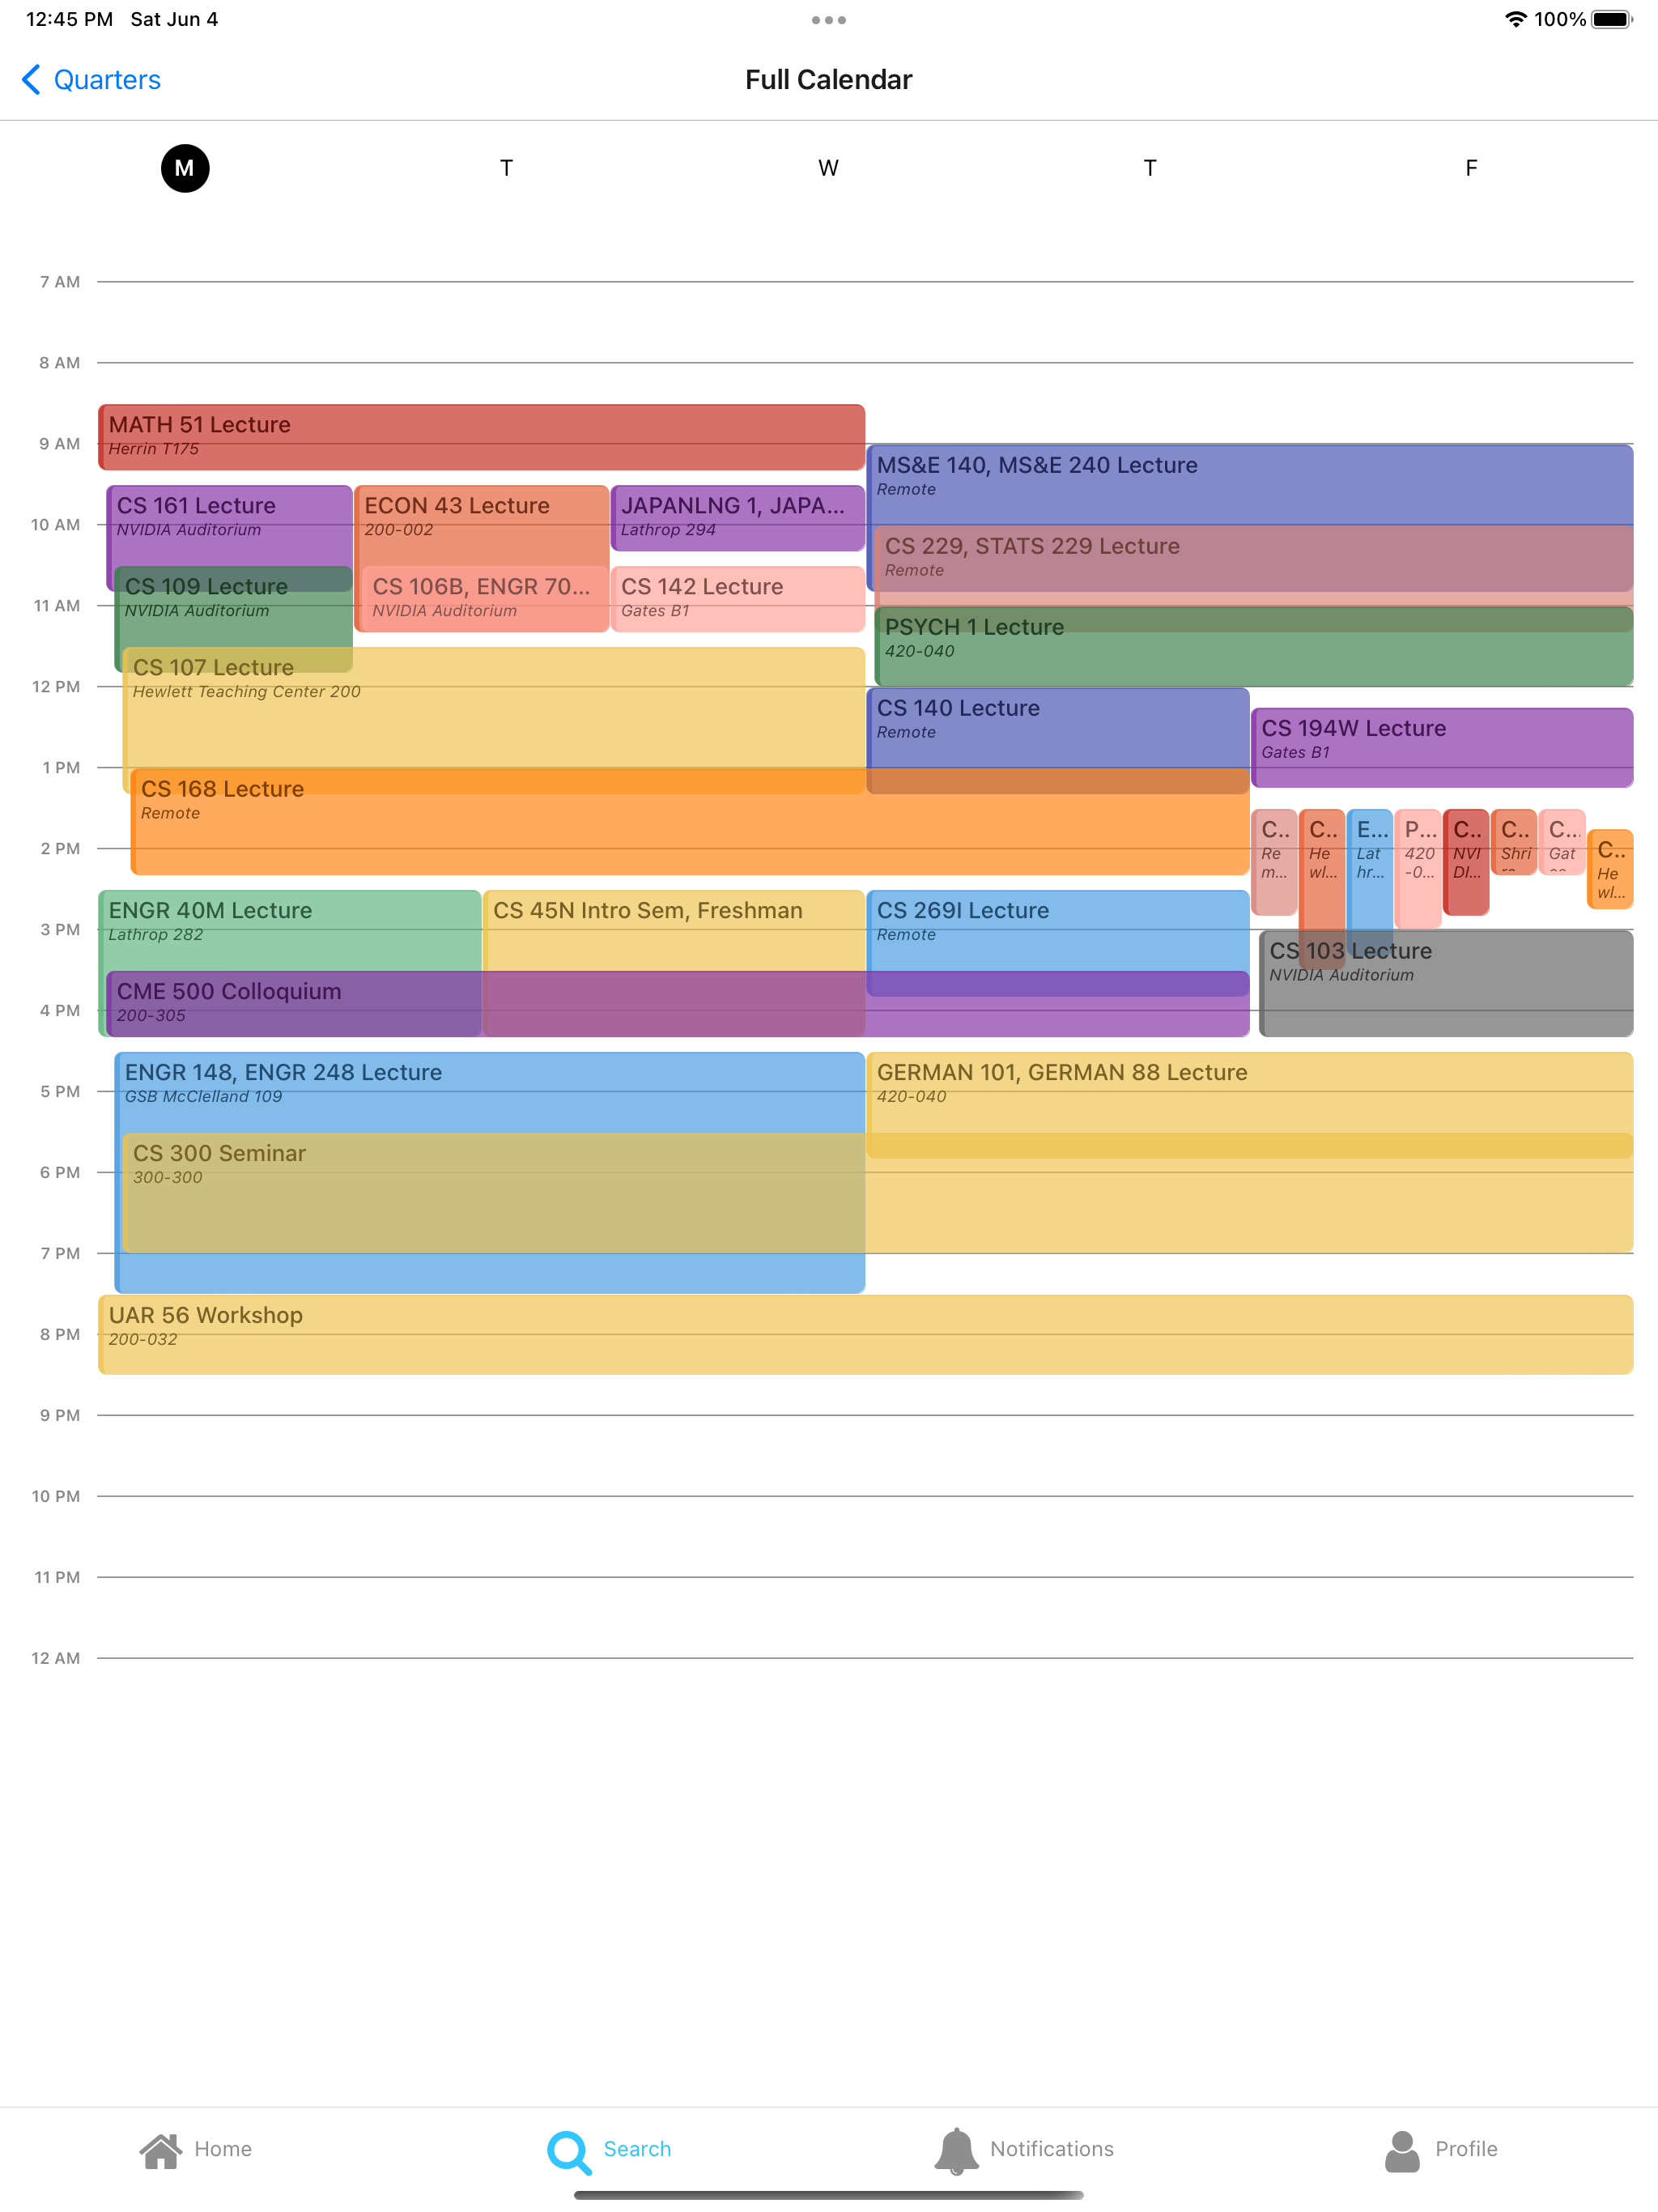 12:45 PM Sat Jun 4
100%
Quarters
Full Calendar
M T W T F
7 AM
8 AM
MATH 51 Lecture
Herrin T175
9 AM
MS&E 140, MS&E 240 Lecture
Remote
CS 161 Lecture
NVIDIA Auditorium
ECON 43 Lecture
200-002
JAPANLNG 1, JAPA...
Lathrop 294
10 AM
CS 229, STATS 229 Lecture
Remote
CS 109 Lecture
NVIDIA Auditorium
CS 106B, ENGR 70...
NVIDIA Auditorium
CS 142 Lecture
Gates B1
11 AM
PSYCH 1 Lecture
420-040
CS 107 Lecture
Hewlett Teaching Center 200
12 PM
CS 140 Lecture
Remote
CS 194W Lecture
Gates B1
1 PM
CS 168 Lecture
Remote
C..
Re
m...
C..
He
wl...
E...
Lat
hr...
P...
420
-0...
C..
NVI
DI...
C..
Shri
C...
Gat
C..
He
wl...
2 PM
ENGR 40M Lecture
Lathrop 282
CS 45N Intro Sem, Freshman
CS 269I Lecture
Remote
3 PM
CS 103 Lecture
NVIDIA Auditorium
CME 500 Colloquium
200-305
4 PM
ENGR 148, ENGR 248 Lecture
GSB McClelland 109
GERMAN 101, GERMAN 88 Lecture
420-040
5 PM
CS 300 Seminar
300-300
6 PM
7 PM
UAR 56 Workshop
200-032
8 PM
9 PM
10 PM
11 PM
12 AM
Home
Search
Notifications
Profile